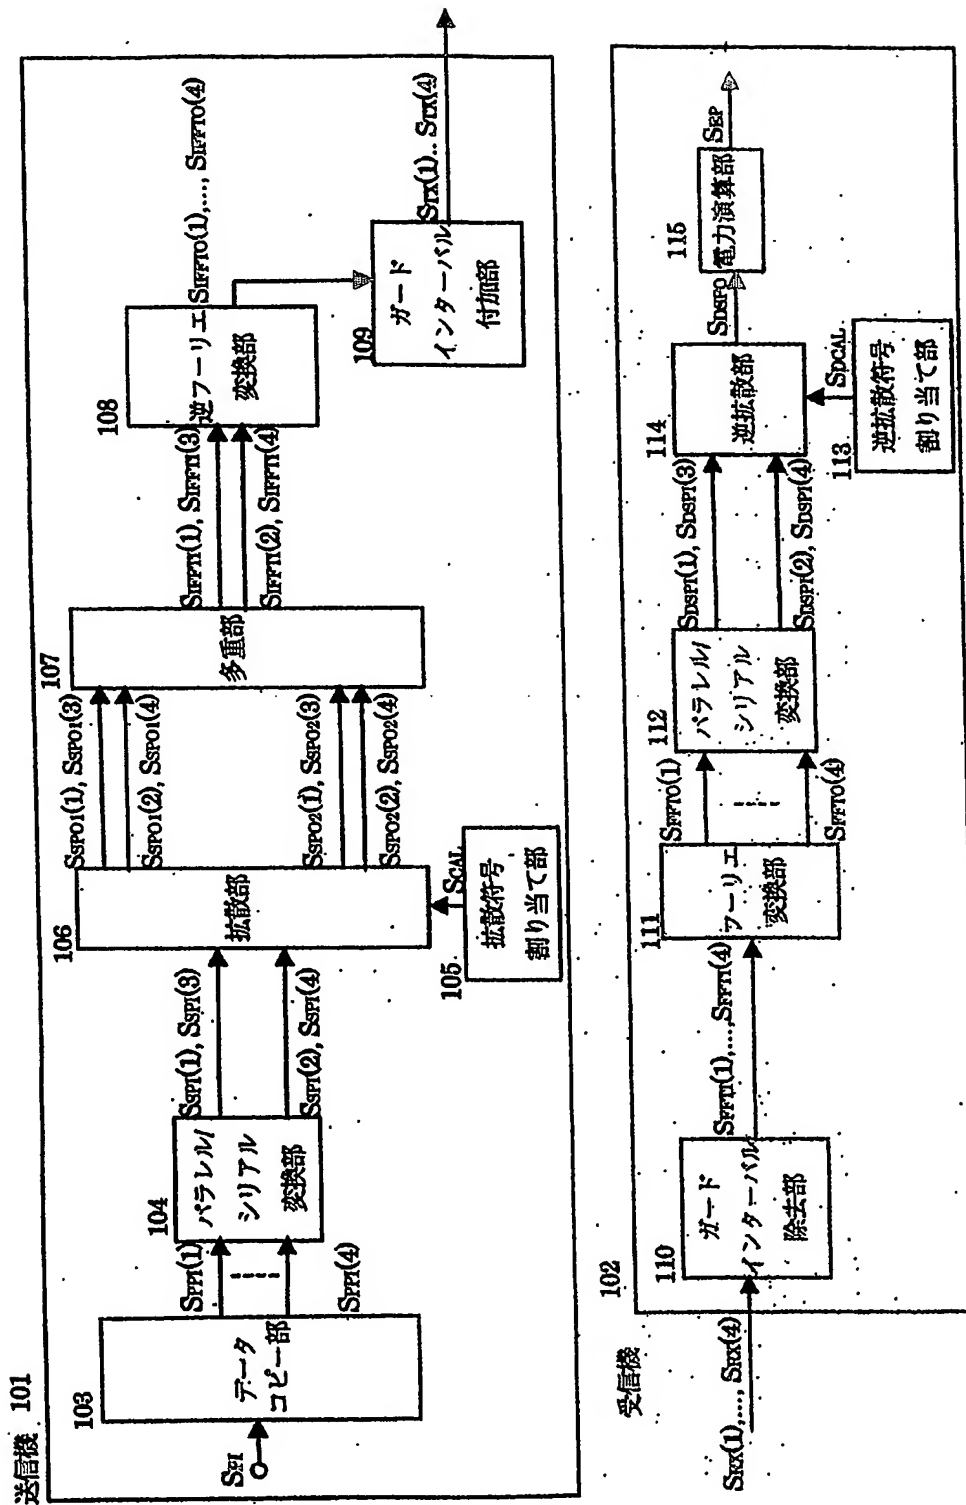 送信機 101
SPI
103
データ
コピー部
SPPI(1)
SPPI(4)
104
パラレル/
シリアル
変換部
SSPI(1), SSPI(3)
SSPI(2), SSPI(4)
105
拡散符号
割り当て部
SCAL
106
拡散部
SSPO1(1), SSPO1(3)
SSPO1(2), SSPO1(4)
SSPO2(1), SSPO2(3)
SSPO2(2), SSPO2(4)
107
多重部
SIFFTI(1), SIFFTI(3)
SIFFTI(2), SIFFTI(4)
108
逆フーリエ
変換部
SIFFTO(1),..., SIFFTO(4)
109
ガード
インターバル
付加部
STX(1).. STX(4)
受信機
102
SRX(1),..., SRX(4)
110
ガード
インターバル
除去部
SFFTI(1),...,SFFTI(4)
111
フーリエ
変換部
SFFTO(1)
SFFTO(4)
112
パラレル/
シリアル
変換部
SDSPI(1), SDSPI(3)
SDSPI(2), SDSPI(4)
113
逆拡散符号
割り当て部
SDCAL
114
逆拡散部
SDSPO
115
電力演算部
SEP